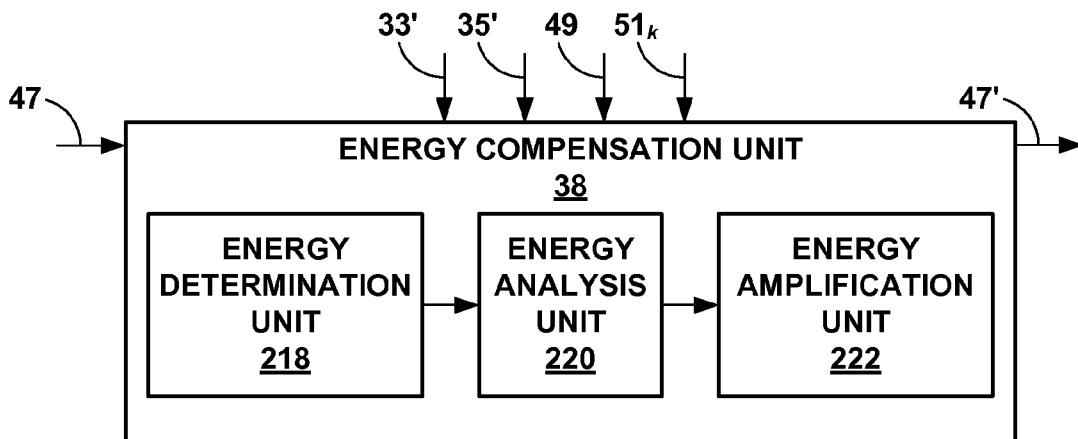 33' 35' 49 51k
47 47'
ENERGY COMPENSATION UNIT
38
ENERGY
DETERMINATION
UNIT
218
ENERGY
ANALYSIS
UNIT
220
ENERGY
AMPLIFICATION
UNIT
222